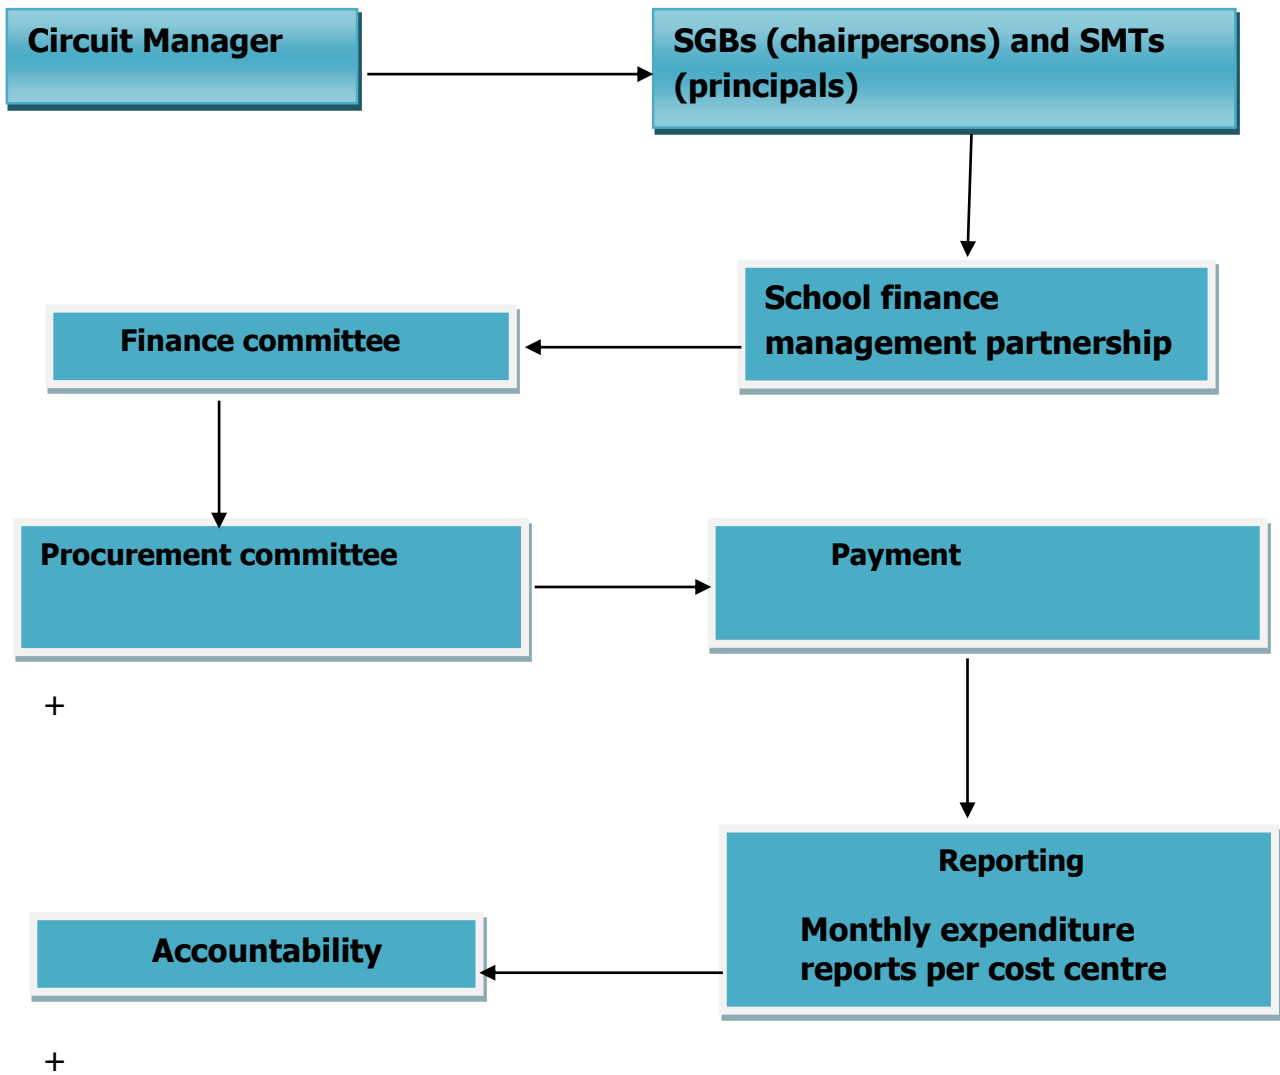 Circuit Manager
SGBs (chairpersons) and SMTs
(principals)
School finance
management partnership
Finance committee
Procurement committee
Payment
+
Reporting
Monthly expenditure
reports per cost centre
Accountability
+